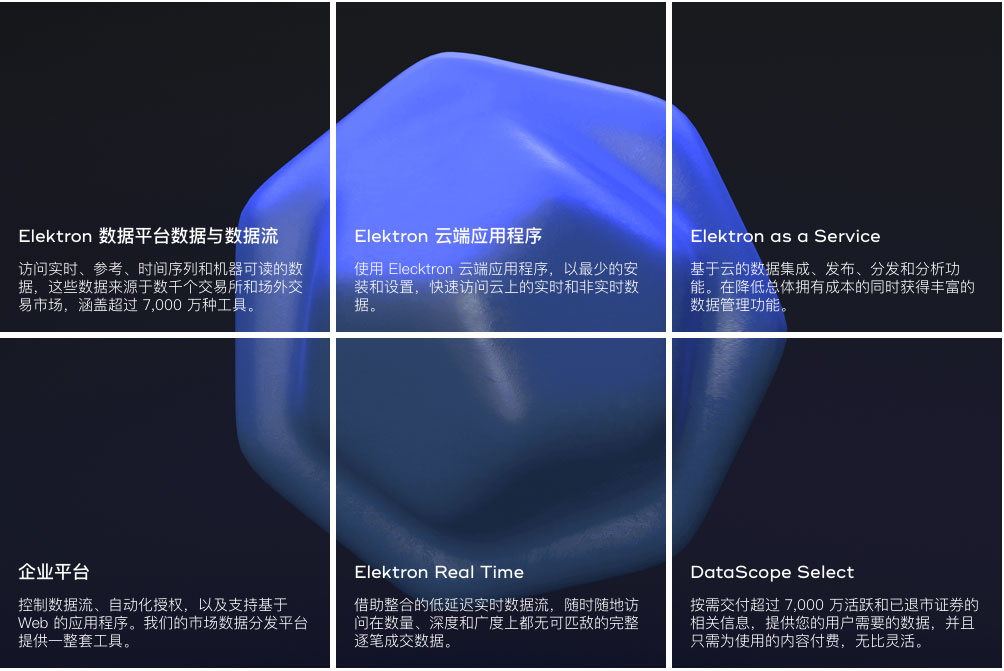 Elektron 数据平台数据与数据流
访问实时、参考、时间序列和机器可读的数
据，这些数据来源于数千个交易所和场外交
易市场，涵盖超过 7,000 万种工具。
Elektron 云端应用程序
使用 Elecktron 云端应用程序，以最少的安
装和设置，快速访问云上的实时和非实时数
据。
Elektron as a Service
基于云的数据集成、发布、分发和分析功
能。在降低总体拥有成本的同时获得丰富的
数据管理功能。
企业平台
控制数据流、自动化授权，以及支持基于
Web 的应用程序。我们的市场数据分发平台
提供一整套工具。
Elektron Real Time
借助整合的低延迟实时数据流，随时随地访
问在数量、深度和广度上都无可匹敌的完整
逐笔成交数据。
DataScope Select
按需交付超过 7,000 万活跃和已退市证券的
相关信息，提供您的用户需要的数据，并且
只需为使用的内容付费，无比灵活。